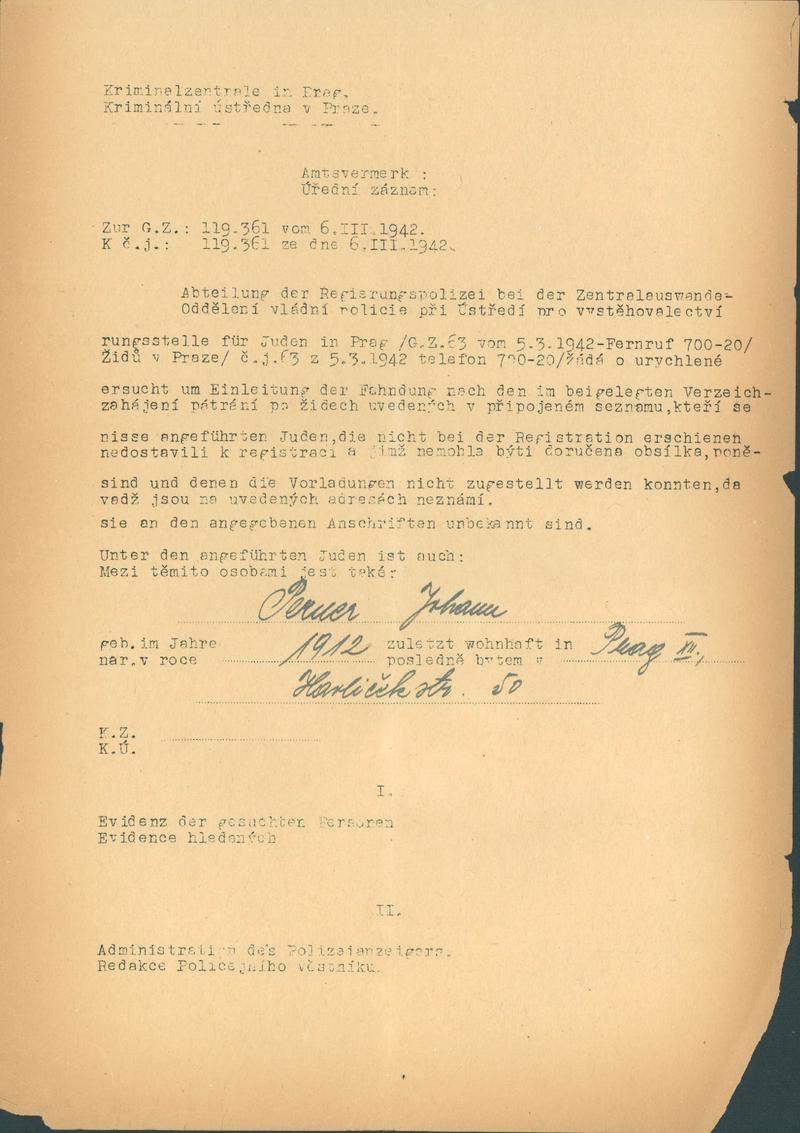 Kriminalzentrale in Prag.
Kriminální ústředna v Praze.
Amtsvermerk :
Úřední záznam:
Zur G.Z.: 119.361 vom 6.III.1942.
K č.j.: 119.361 ze dne 6.III.1942.
Abteilung der Regierungspolizei bei der Zentralauswande-
Oddělení vládní policie při Ústředí pro vystěhovalectví
rungsstelle für Juden in Prag /G.Z.63 vom 5.3.1942-Fernruf 700-20/
Židů v Praze/ č.j.63 z 5.3.1942 telefon 700-20/žádá o urychlené
ersucht um Einleitung der Fahndung nach den im beigelegten Verzeich-
zahájení pátrání po židech uvedených v připojeném seznamu,kteří se
nisse angeführten Juden,die nicht bei der Registration erschienen
nedostavili k registraci a jimž nemohla býti doručena obsílka,poně-
sind und denen die Vorladungen nicht zugestellt werden konnten,da
vadž jsou na uvedených adresách neznámí.
sie an den angegebenen Anschriften unbekannt sind.
Unter den angeführten Juden ist auch:
Mezi těmito osobami jest také:
Perner Johann
geb.im Jahre 1912 zuletzt wohnhaft in Prag XII,
nar.v roce posledně bytem v
Havličekstr. 50
K.Z.
K.Ú.
I.
Evidenz der gesuchten Personen
Evidence hledaných
II.
Administration des Polizeianzeigers.
Redakce Policejního věstníku.